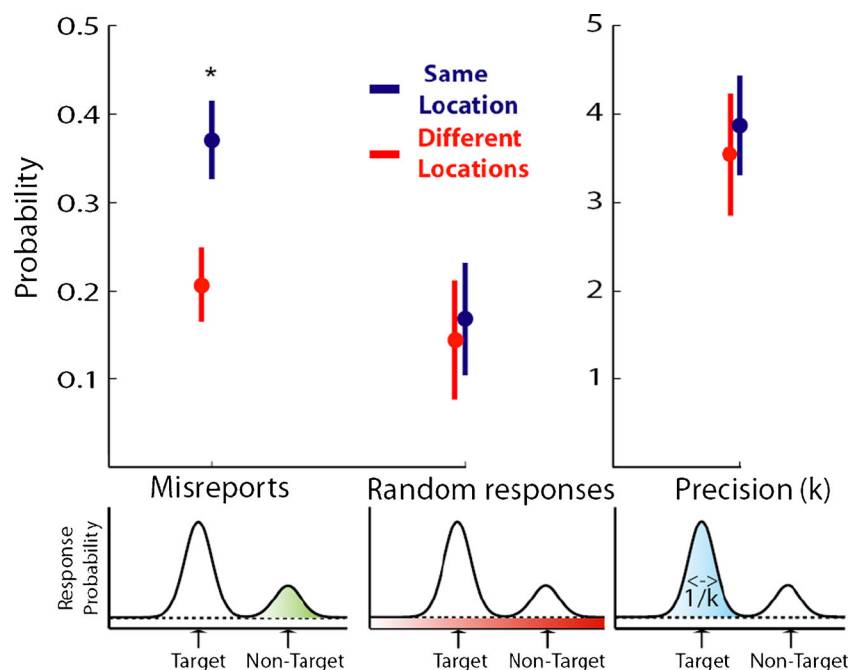 0.5
0.4
0.3
0.2
0.1
Probability
*
Same
Location
Different
Locations
5
4
3
2
1
Misreports
Random responses
Precision (k)
Response
Probability
<->
1/k
Target
Non-Target
Target
Non-Target
Target
Non-Target